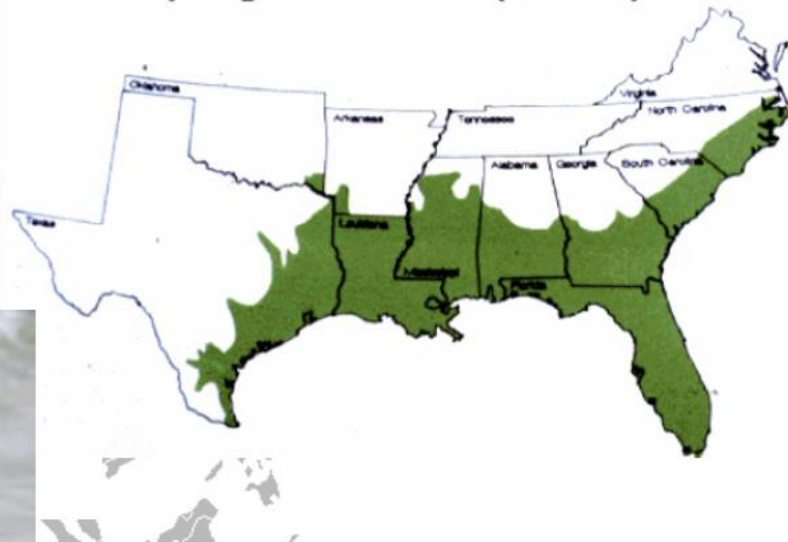 Oklahoma
Virginia
Arkansas
Tennessee
North Carolina
Alabama
Georgia
South Carolina
Texas
Louisiana
Mississippi
Florida